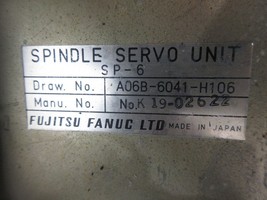 SPINDLE SERVO UNIT
SP-6
Draw. No. A06B-6041-H106
Manu. No. No.K 19-02622
FUJITSU FANUC LTD MADE IN JAPAN